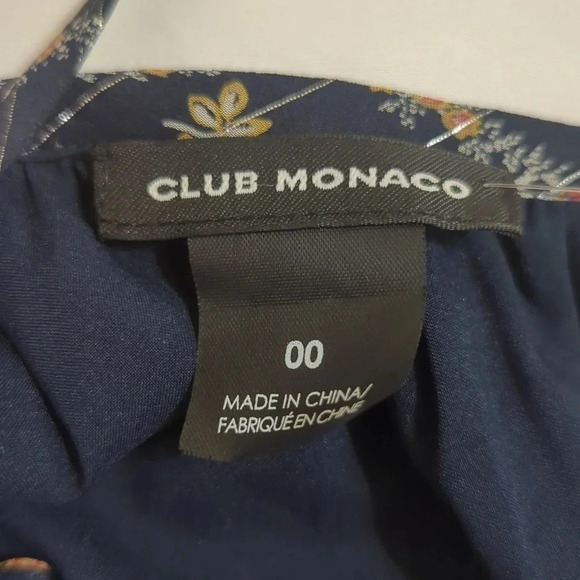 CLUB MONACO
00
MADE IN CHINA/
FABRIQUÉ EN CHINE